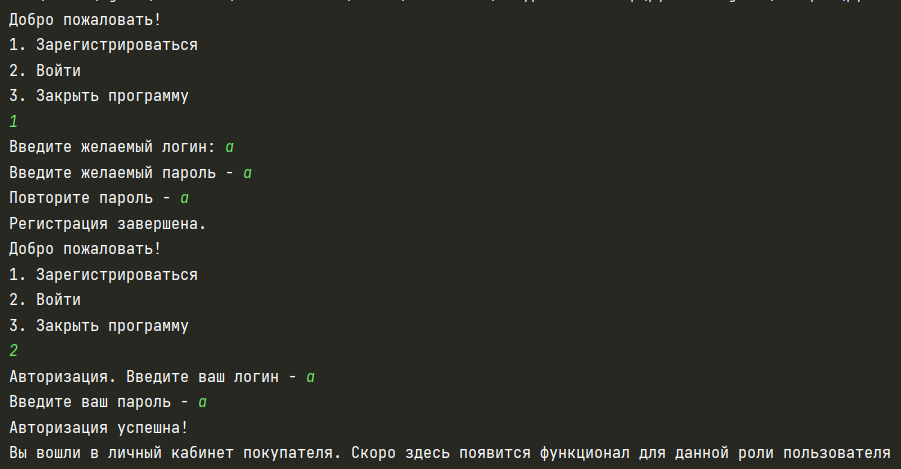 Добро пожаловать!
1. Зарегистрироваться
2. Войти
3. Закрыть программу
1
Введите желаемый логин: a
Введите желаемый пароль - a
Повторите пароль - a
Регистрация завершена.
Добро пожаловать!
1. Зарегистрироваться
2. Войти
3. Закрыть программу
2
Авторизация. Введите ваш логин - a
Введите ваш пароль - a
Авторизация успешна!
Вы вошли в личный кабинет покупателя. Скоро здесь появится функционал для данной роли пользователя